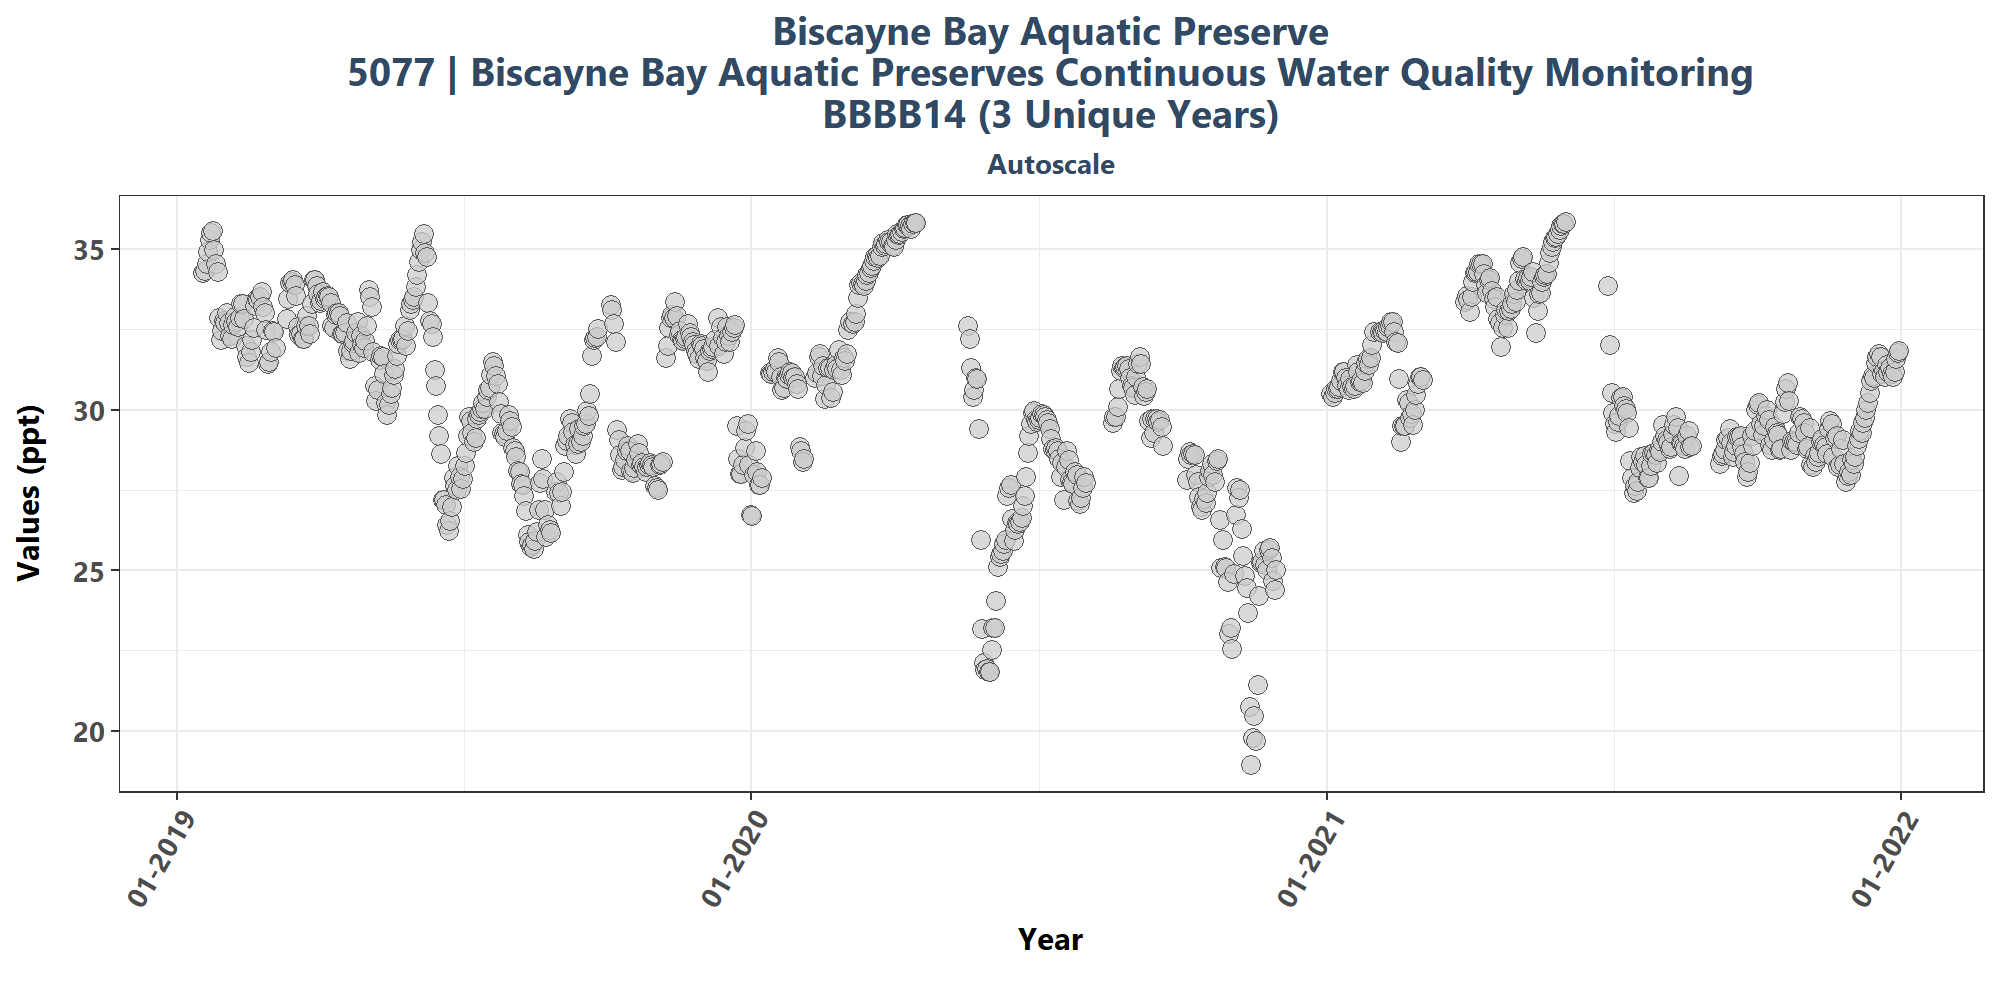 Biscayne Bay Aquatic Preserve
5077 | Biscayne Bay Aquatic Preserves Continuous Water Quality Monitoring
BBBB14 (3 Unique Years)
Autoscale
Values (ppt)
35
30
25
20
01-2019
01-2020
01-2021
01-2022
Year